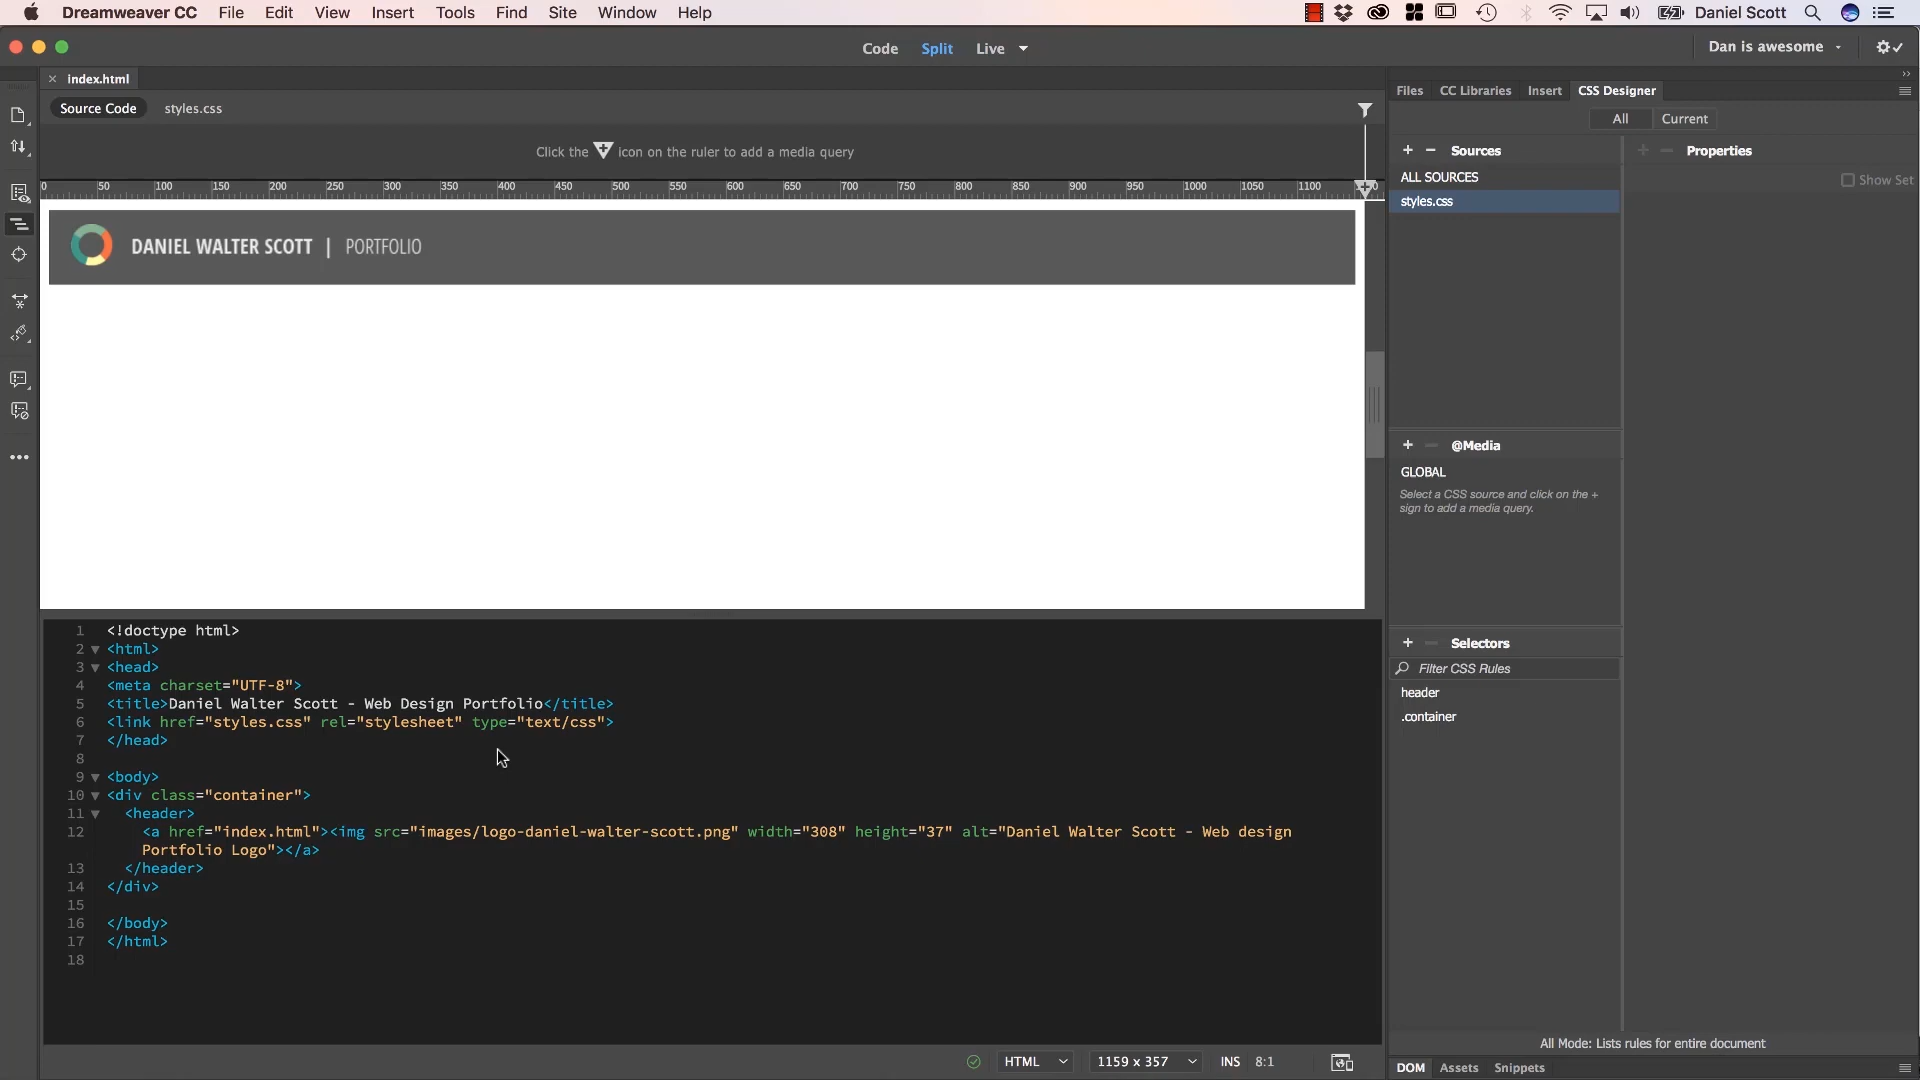 Dreamweaver CC File Edit View Insert Format Tools Find Site Window Help Daniel Scott
Code Split Live Dan is awesome
index.html
Files CC Libraries Insert CSS Designer
Source Code styles.css
All Current
Click the icon on the ruler to add a media query
+ - Sources
+ - Properties
ALL SOURCES
Show Set
styles.css
0 50 100 150 200 250 300 350 400 450 500 550 600 650 700 750 800 850 900 950 1000 1050 1100
DANIEL WALTER SCOTT | PORTFOLIO
+ - @Media
GLOBAL
Select a CSS source and click on the +
sign to add a media query.
+ - Selectors
Filter CSS Rules
header
.container
1 <!doctype html>
2 <html>
3 <head>
4 <meta charset="UTF-8">
5 <title>Daniel Walter Scott - Web Design Portfolio</title>
6 <link href="styles.css" rel="stylesheet" type="text/css">
7 </head>
8
9 <body>
10 <div class="container">
11 <header>
12 <a href="index.html"><img src="images/logo-daniel-walter-scott.png" width="308" height="37" alt="Daniel Walter Scott - Web design
Portfolio Logo"></a>
13 </header>
14 </div>
15
16 </body>
17 </html>
18
All Mode: Lists rules for entire document
HTML 1159 x 357 INS 8:1
DOM Assets Snippets